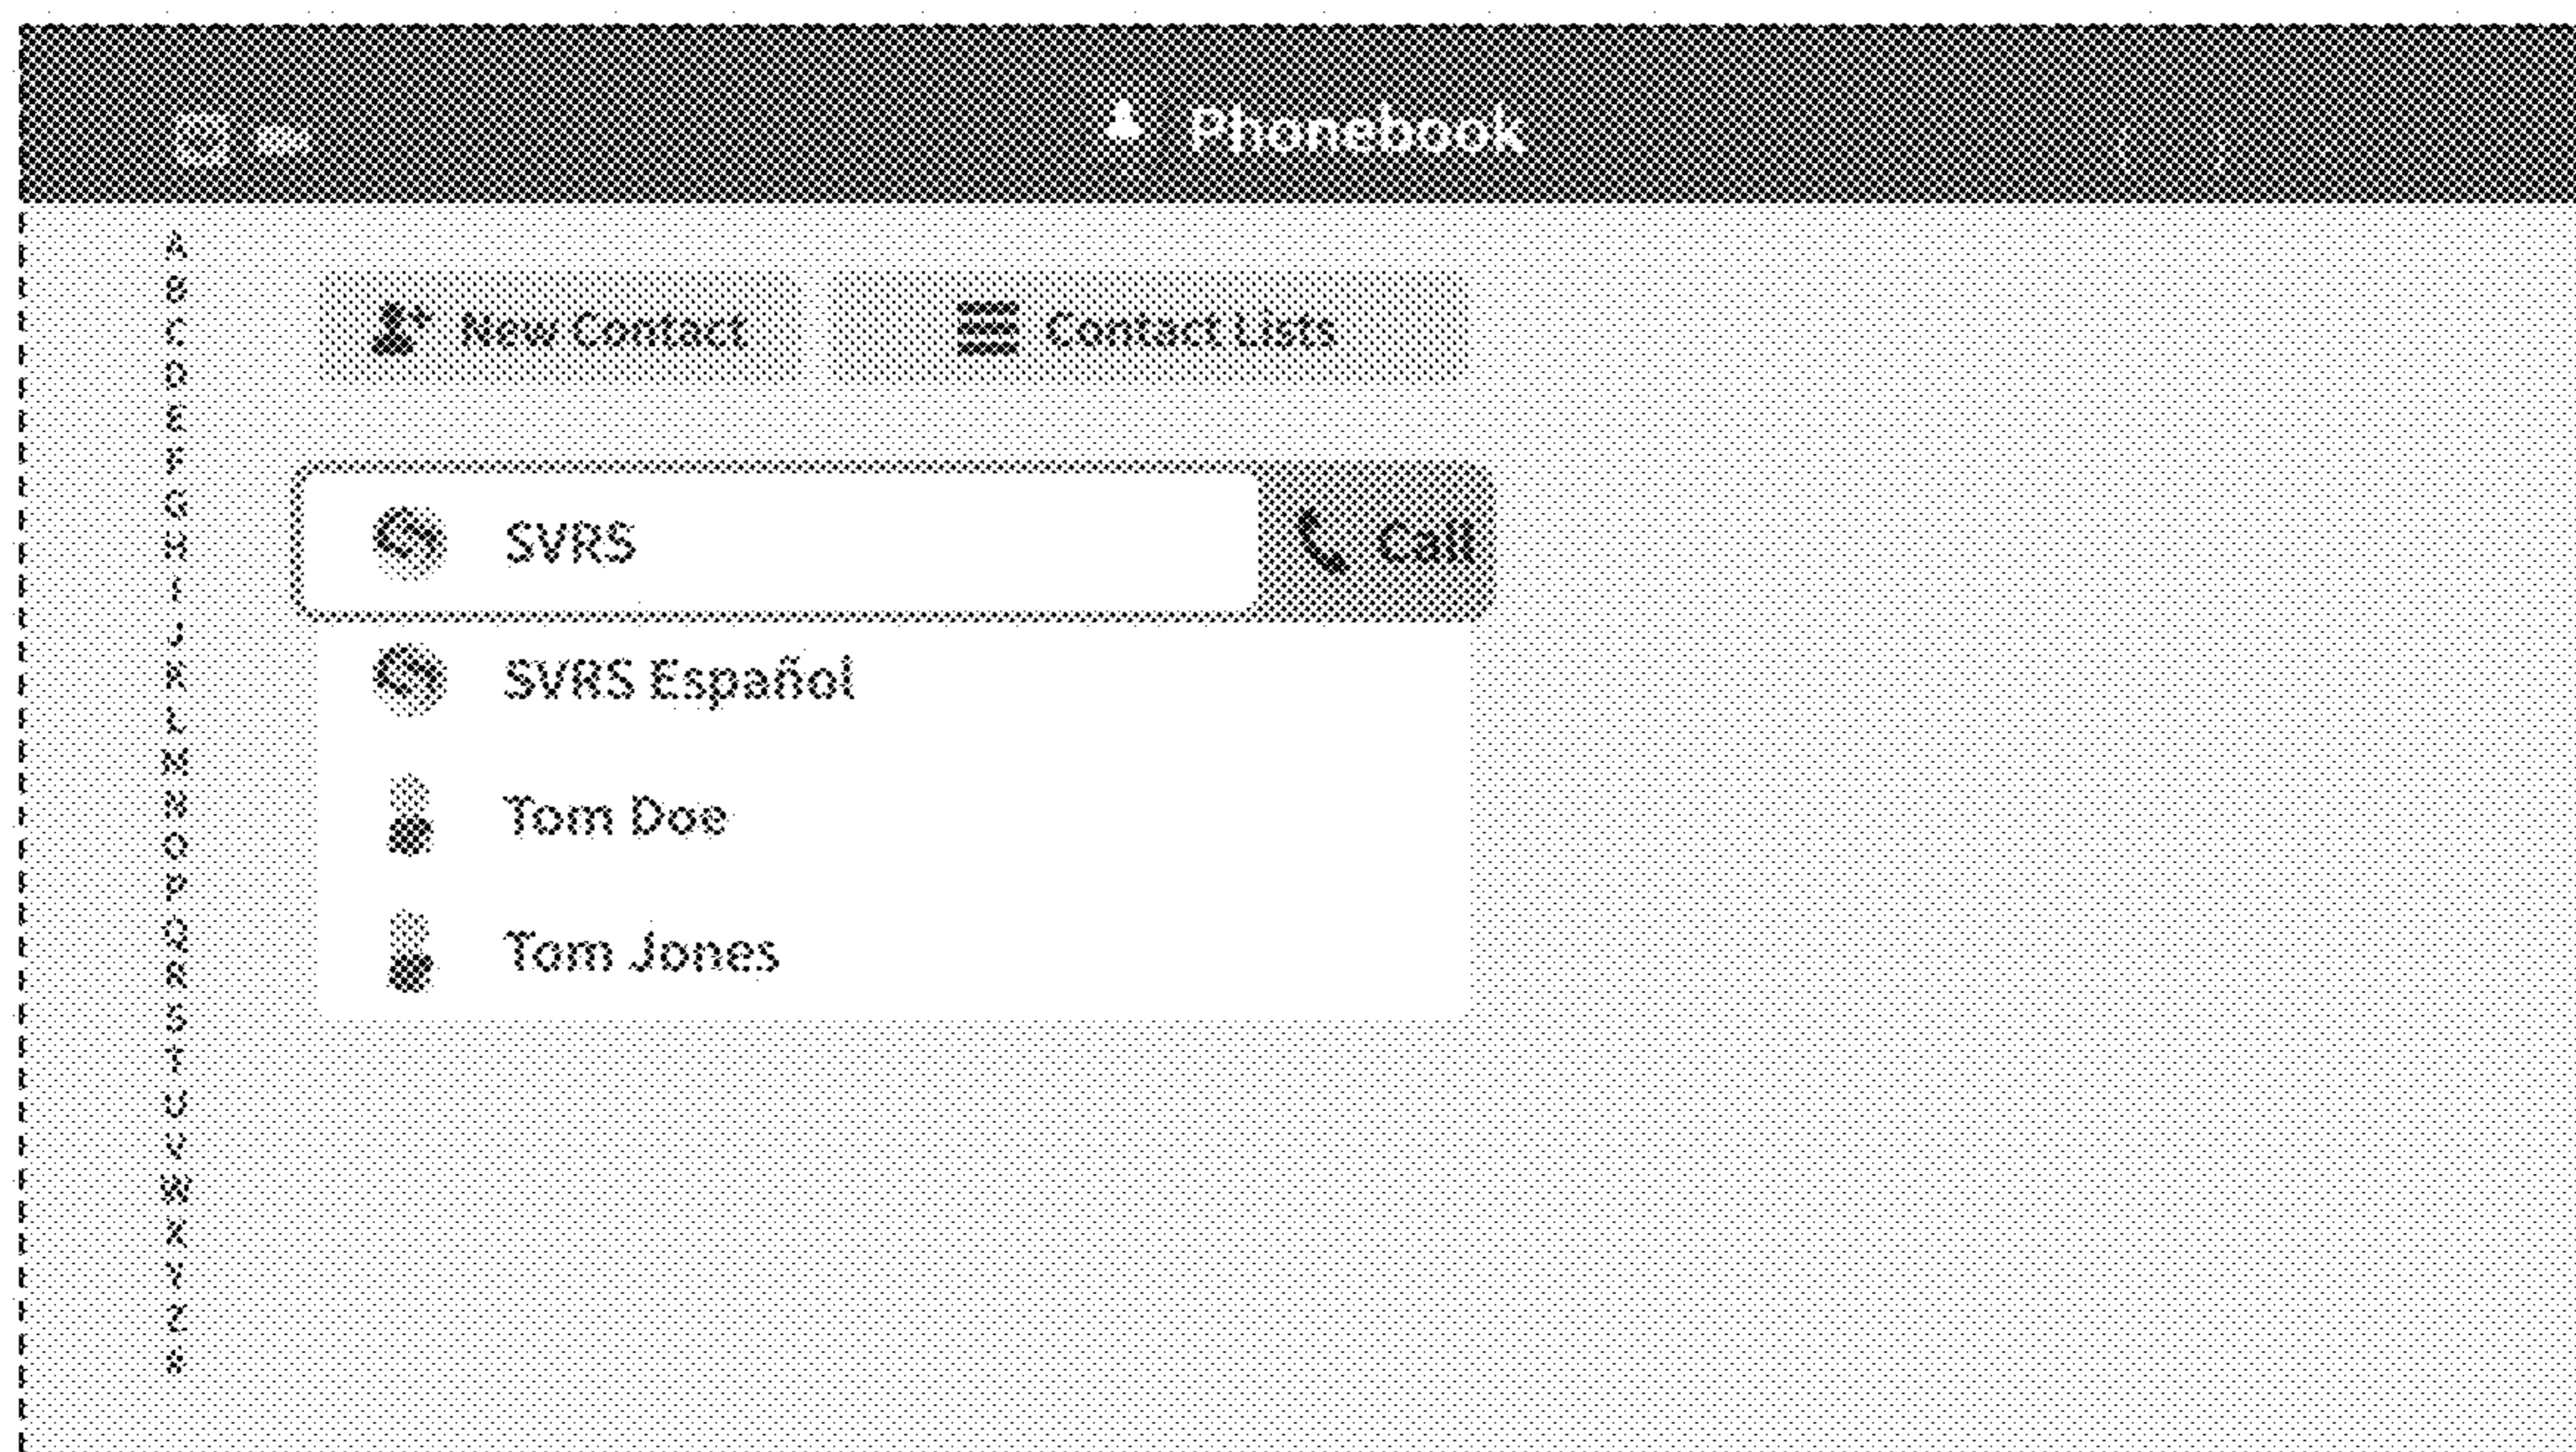 Phonebook
A
B
C
D
E
F
G
H
I
J
K
L
M
N
O
P
Q
R
S
T
U
V
W
X
Y
Z
New Contact
Contact Lists
SVRS
Call
SVRS Español
Tom Doe
Tom Jones